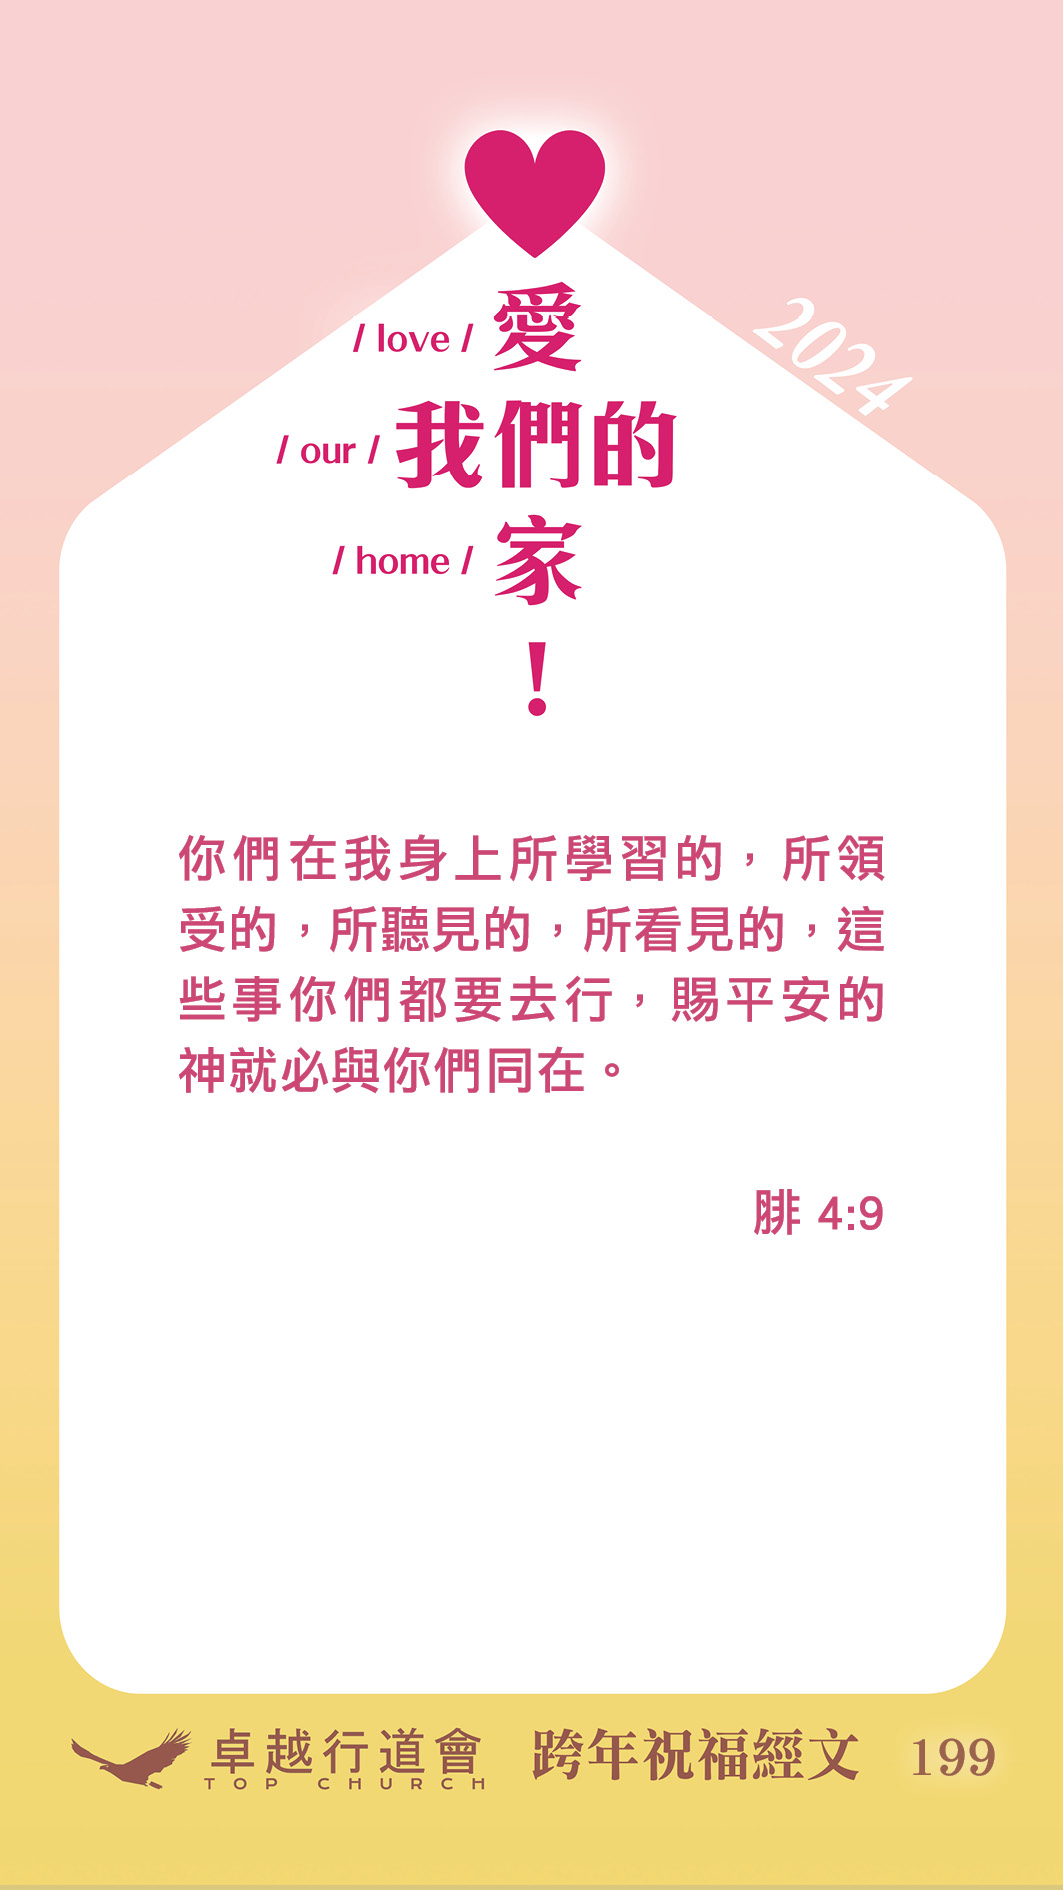 / love / 愛
2024
/ our / 我們的
/ home / 家
!
你們在我身上所學習的，所領
受的，所聽見的，所看見的，這
些事你們都要去行，賜平安的
神就必與你們同在。
腓 4:9
卓越行道會 跨年祝福經文 199
TOP CHURCH